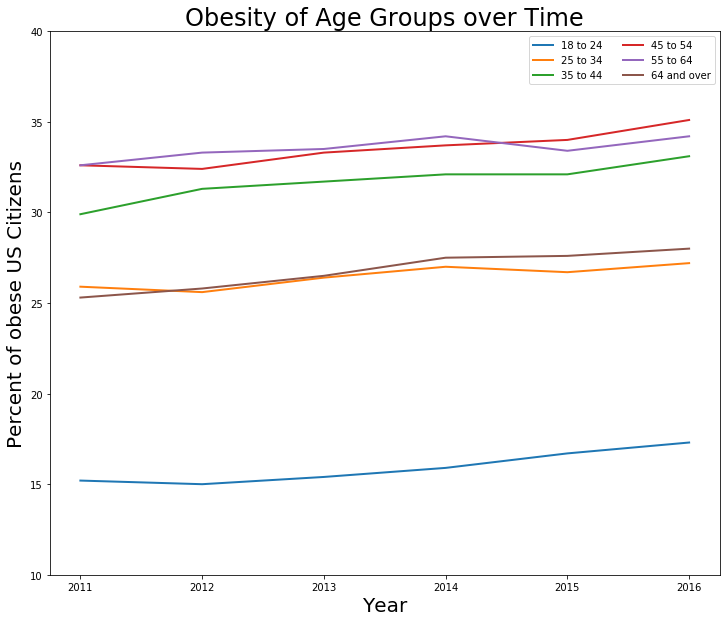 Obesity of Age Groups over Time
18 to 24
25 to 34
35 to 44
45 to 54
55 to 64
64 and over
Percent of obese US Citizens
40
35
30
25
20
15
10
2011 2012 2013 2014 2015 2016
Year